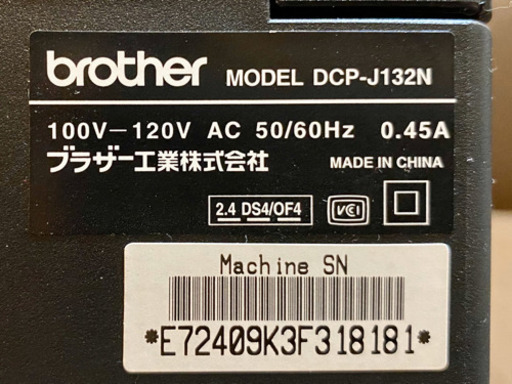 brother MODEL DCP-J132N
100V－120V AC 50/60Hz 0.45A
ブラザー工業株式会社 MADE IN CHINA
2.4 DS4/OF4 VCI
Machine SN
*E72409K3F318181*